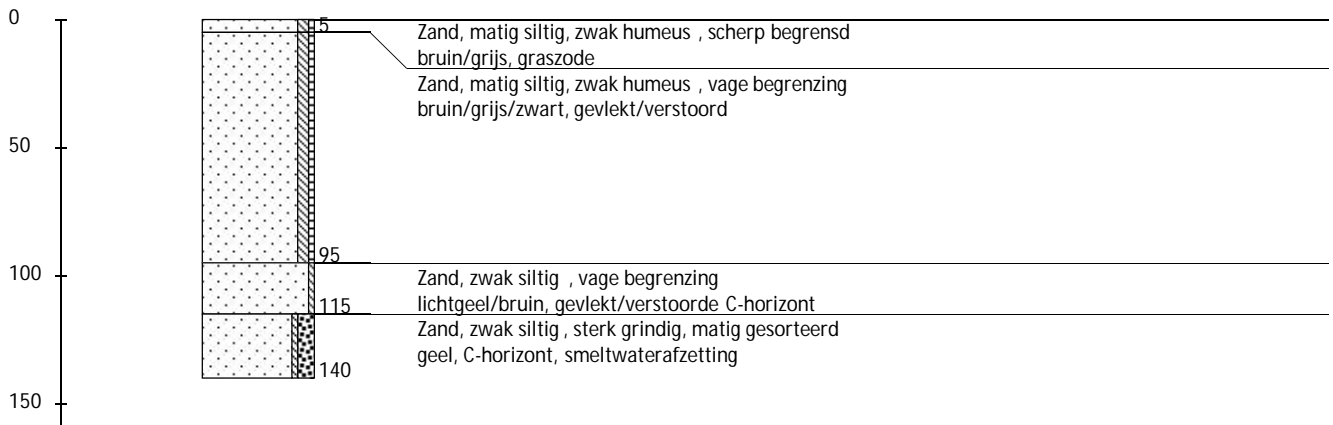 0
5
Zand, matig siltig, zwak humeus , scherp begrensd
bruin/grijs, graszode
Zand, matig siltig, zwak humeus , vage begrenzing
bruin/grijs/zwart, gevlekt/verstoord
50
95
100
Zand, zwak siltig , vage begrenzing
lichtgeel/bruin, gevlekt/verstoorde C-horizont
115
Zand, zwak siltig , sterk grindig, matig gesorteerd
geel, C-horizont, smeltwaterafzetting
140
150